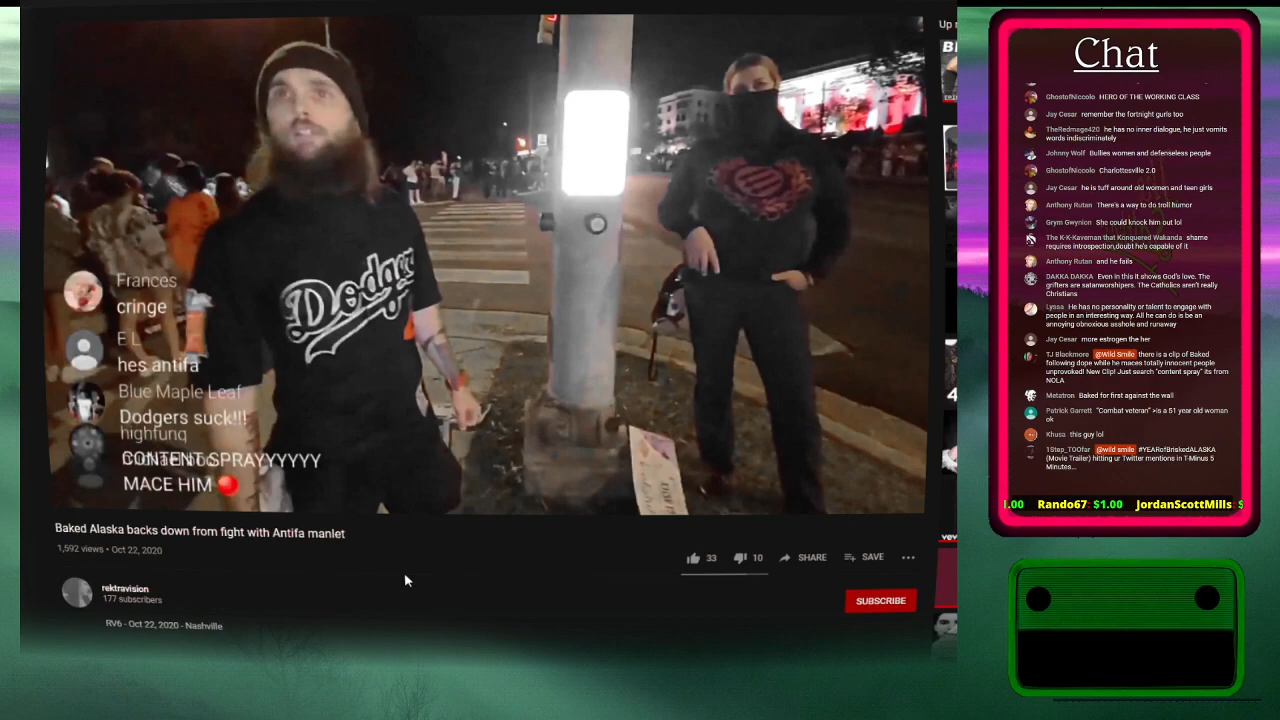 Up
Dodgers
Frances
cringe
E L
hes antifa
Blue Maple Leaf
Dodgers suck!!!
highfunq
CONTENT SPRAYYYYYY
MACE HIM
Baked Alaska backs down from fight with Antifa manlet
1,592 views • Oct 22, 2020
33
10
SHARE
SAVE
rektravision
177 subscribers
SUBSCRIBE
RV6 - Oct 22, 2020 - Nashville
Chat
GhostofNiccolo HERO OF THE WORKING CLASS
Jay Cesar remember the fortnight gurls too
TheRedmage420 he has no inner dialogue, he just vomits
words indiscriminately
Johnny Wolf Bullies women and defenseless people
GhostofNiccolo Charlottesville 2.0
Jay Cesar he is tuff around old women and teen girls
Anthony Rutan There's a way to do troll humor
Grym Gwynion She could knock him out lol
The K-K-Kaveman that Konquered Wakanda shame
requires introspection,doubt he's capable of it
Anthony Rutan and he fails
DAKKA DAKKA Even in this it shows God's love. The
grifters are satanworshipers. The Catholics aren't really
Christians
Lyssa He has no personality or talent to engage with
people in an interesting way. All he can do is be an
annoying obnoxious asshole and runaway
Jay Cesar more estrogen the her
TJ Blackmore @Wild Smile there is a clip of Baked
following dope while he maces totally innocent people
unprovoked! New Clip! Just search "content spray" its from
NOLA
Metatron Baked for first against the wall
Patrick Garrett "Combat veteran" >is a 51 year old woman
ok
Khusa this guy lol
1Step_TOOfar @wild smile #YEARofBriskedALASKA
(Movie Trailer) hitting ur Twitter mentions in T-Minus 5
Minutes...
1.00 Rando67: $1.00 JordanScottMills: $